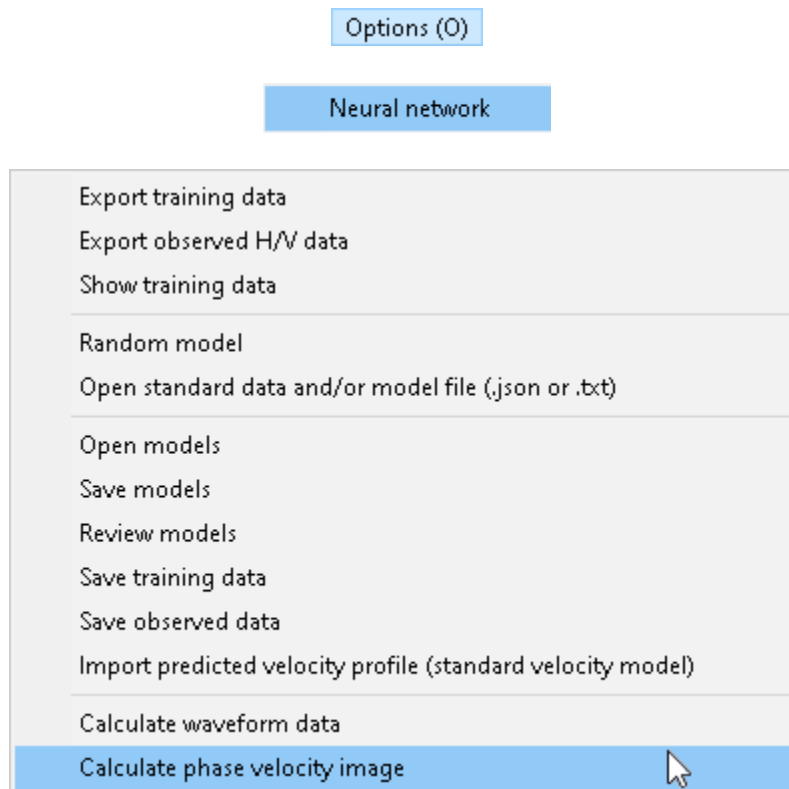 Options (O)
Neural network
Export training data
Export observed H/V data
Show training data
Random model
Open standard data and/or model file (.json or .txt)
Open models
Save models
Review models
Save training data
Save observed data
Import predicted velocity profile (standard velocity model)
Calculate waveform data
Calculate phase velocity image